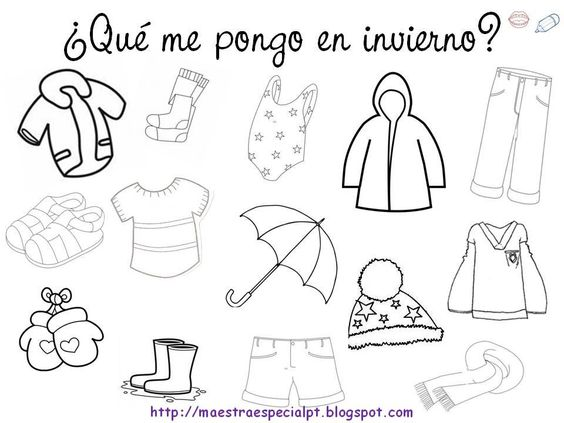 ¿Qué me pongo en invierno?
http://maestraespecialpt.blogspot.com